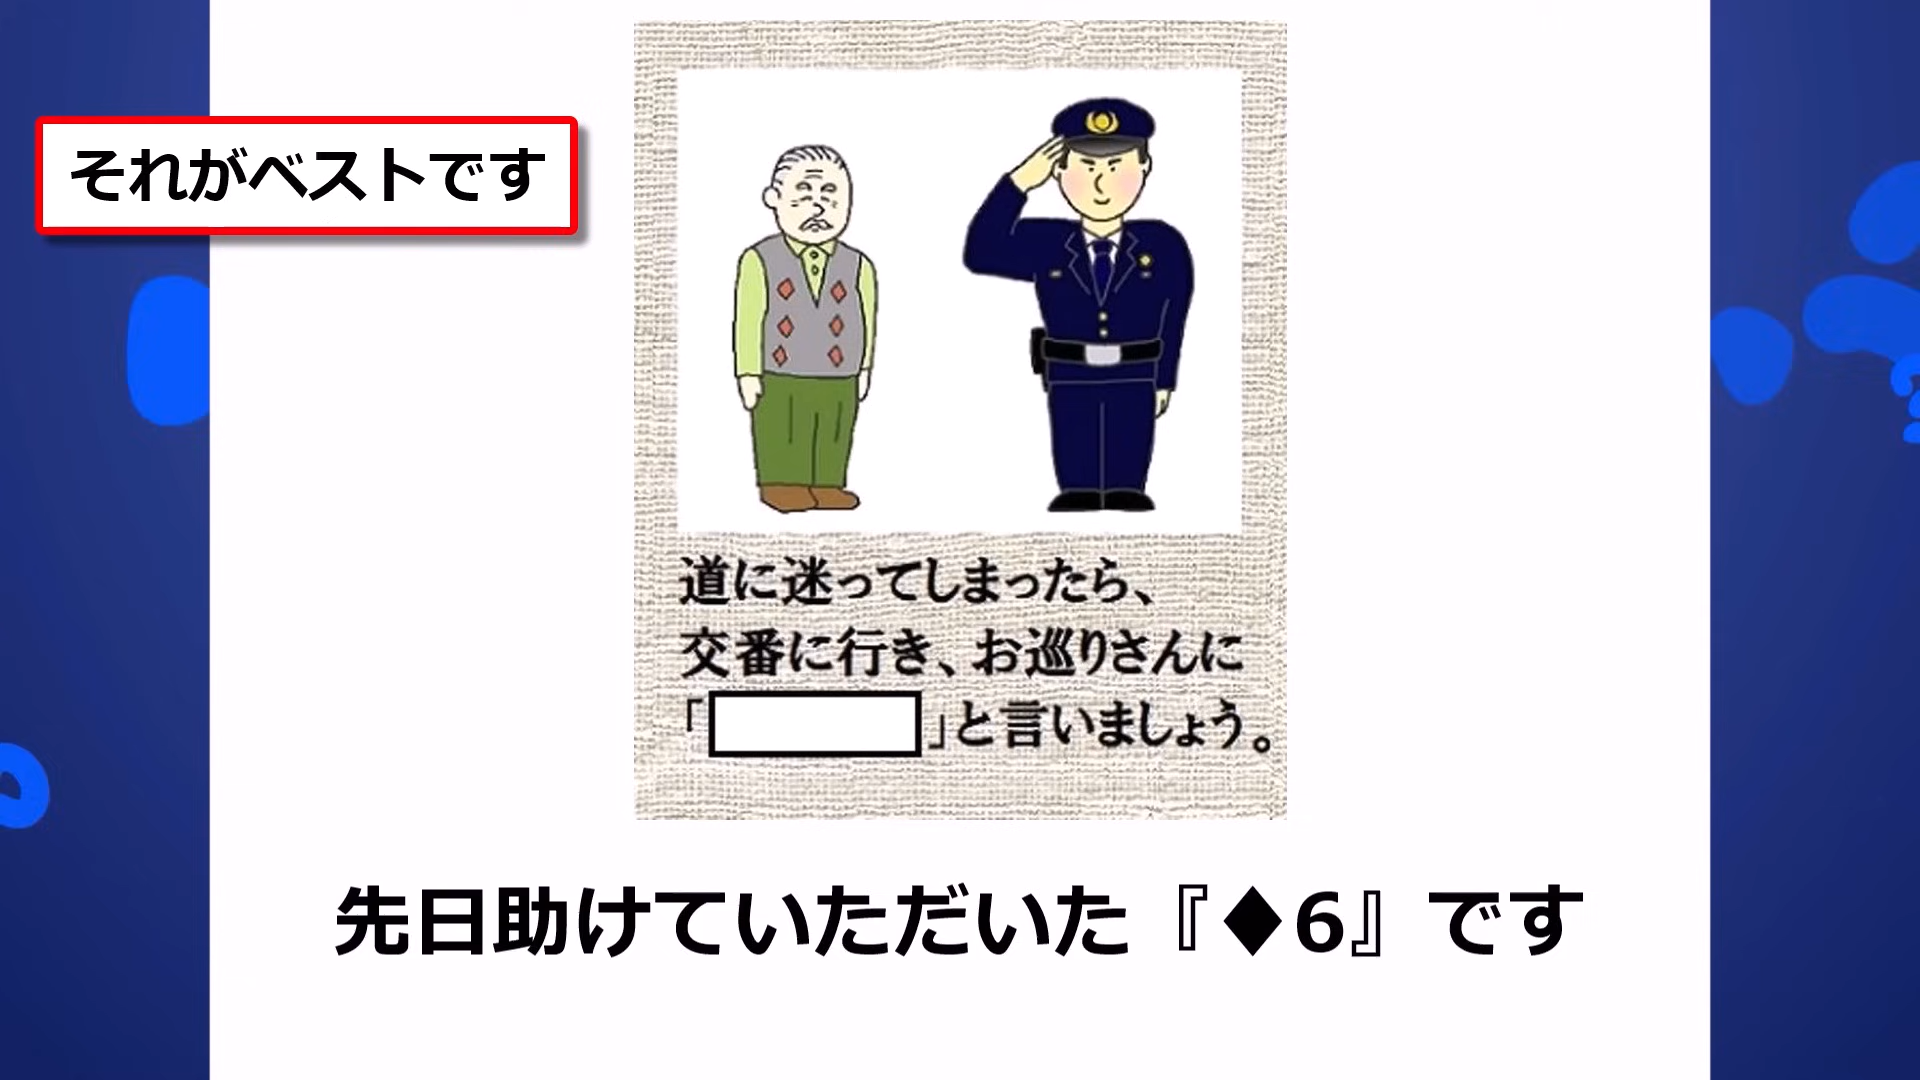 それがベストです
道に迷ってしまったら、
交番に行き、お巡りさんに
「　　　　」と言いましょう。
先日助けていただいた『♦6』です